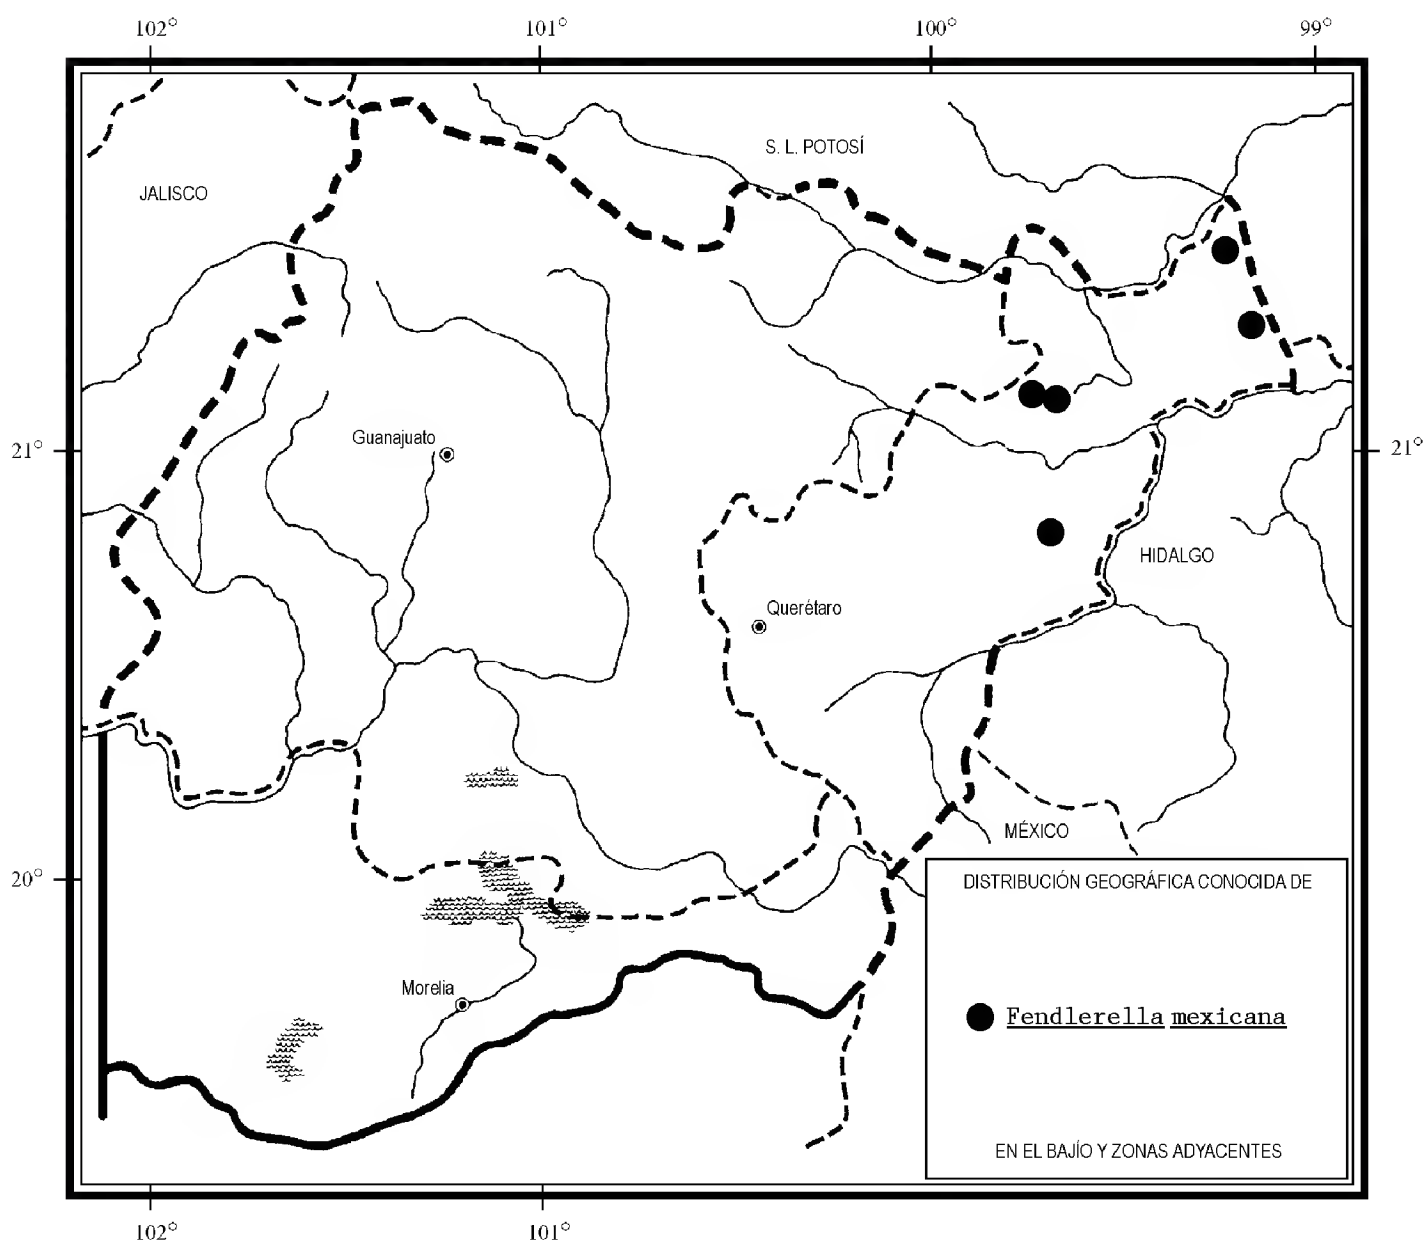 102° 101° 100° 99°
S. L. POTOSÍ
JALISCO
Guanajuato
21° 21°
HIDALGO
Querétaro
MÉXICO
20°
DISTRIBUCIÓN GEOGRÁFICA CONOCIDA DE
Morelia
Fendlerella mexicana
EN EL BAJÍO Y ZONAS ADYACENTES
102° 101°